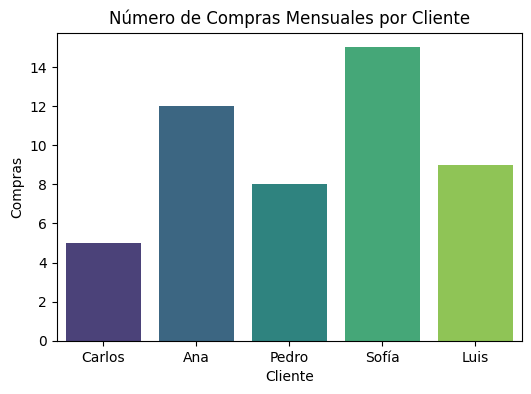 Número de Compras Mensuales por Cliente
Compras
14
12
10
8
6
4
2
0
Carlos Ana Pedro Sofía Luis
Cliente